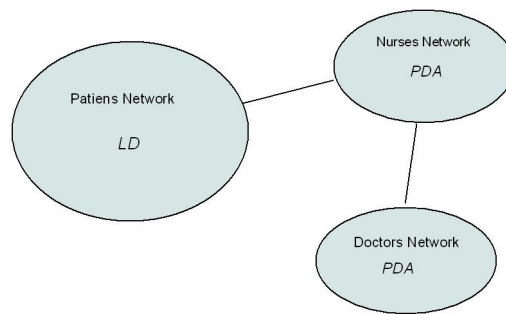 Patiens Network
LD
Nurses Network
PDA
Doctors Network
PDA